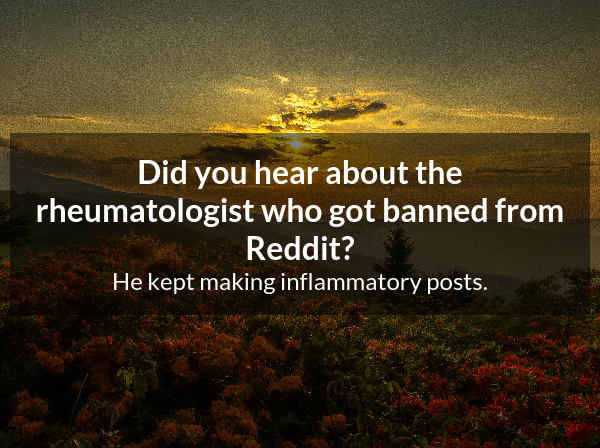 Did you hear about the
rheumatologist who got banned from
Reddit?
He kept making inflammatory posts.